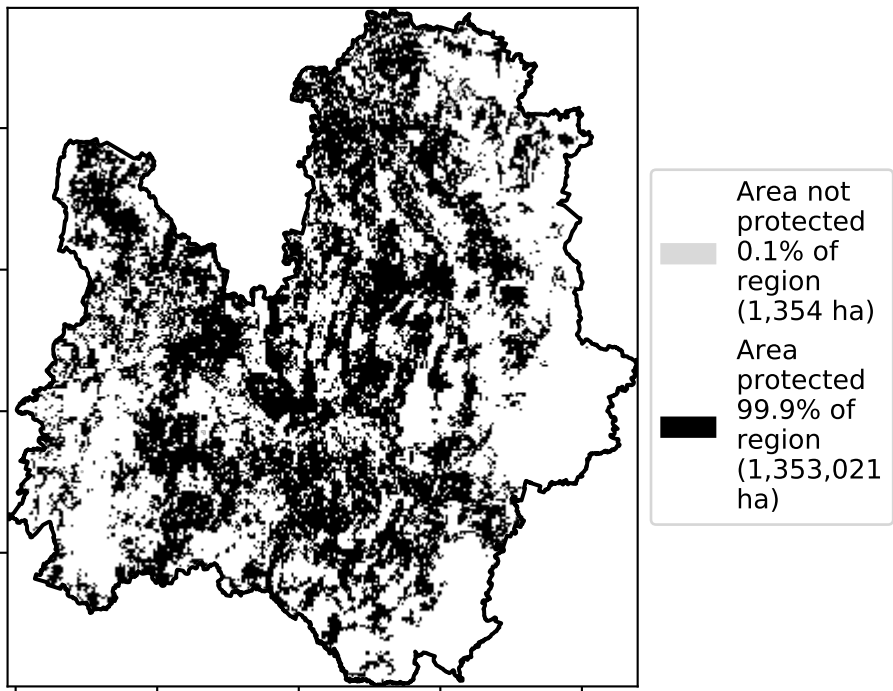 Area not
protected
0.1% of
region
(1,354 ha)
Area
protected
99.9% of
region
(1,353,021
ha)